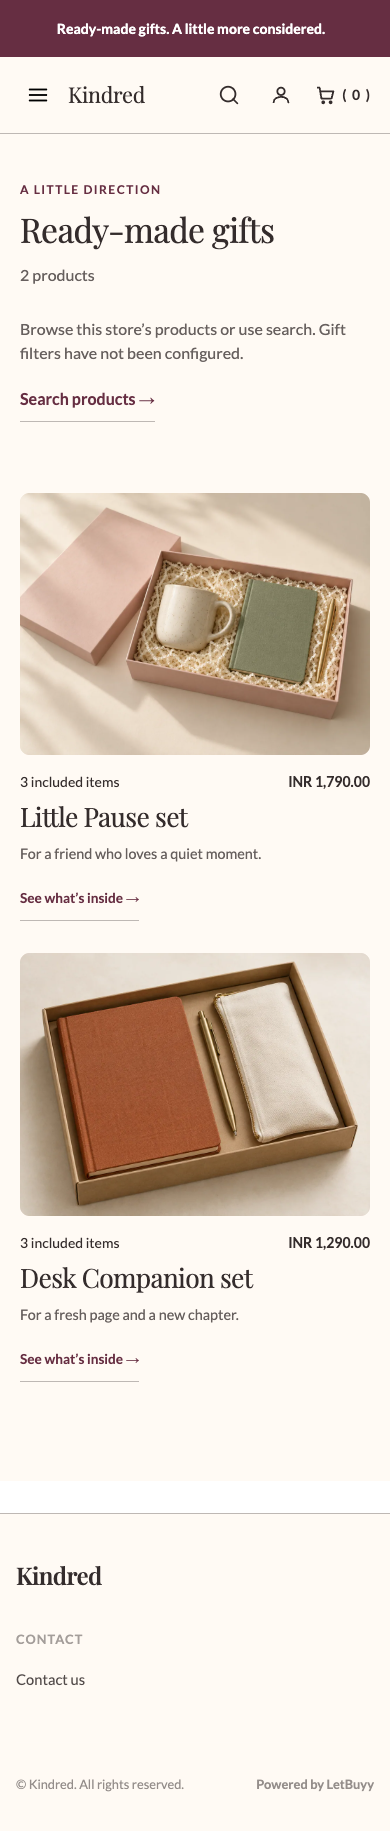 Ready-made gifts. A little more considered.
Kindred
( 0 )
A LITTLE DIRECTION
Ready-made gifts
2 products
Browse this store’s products or use search. Gift
filters have not been configured.
Search products →
3 included items
INR 1,790.00
Little Pause set
For a friend who loves a quiet moment.
See what’s inside →
3 included items
INR 1,290.00
Desk Companion set
For a fresh page and a new chapter.
See what’s inside →
Kindred
CONTACT
Contact us
© Kindred. All rights reserved.
Powered by LetBuyy